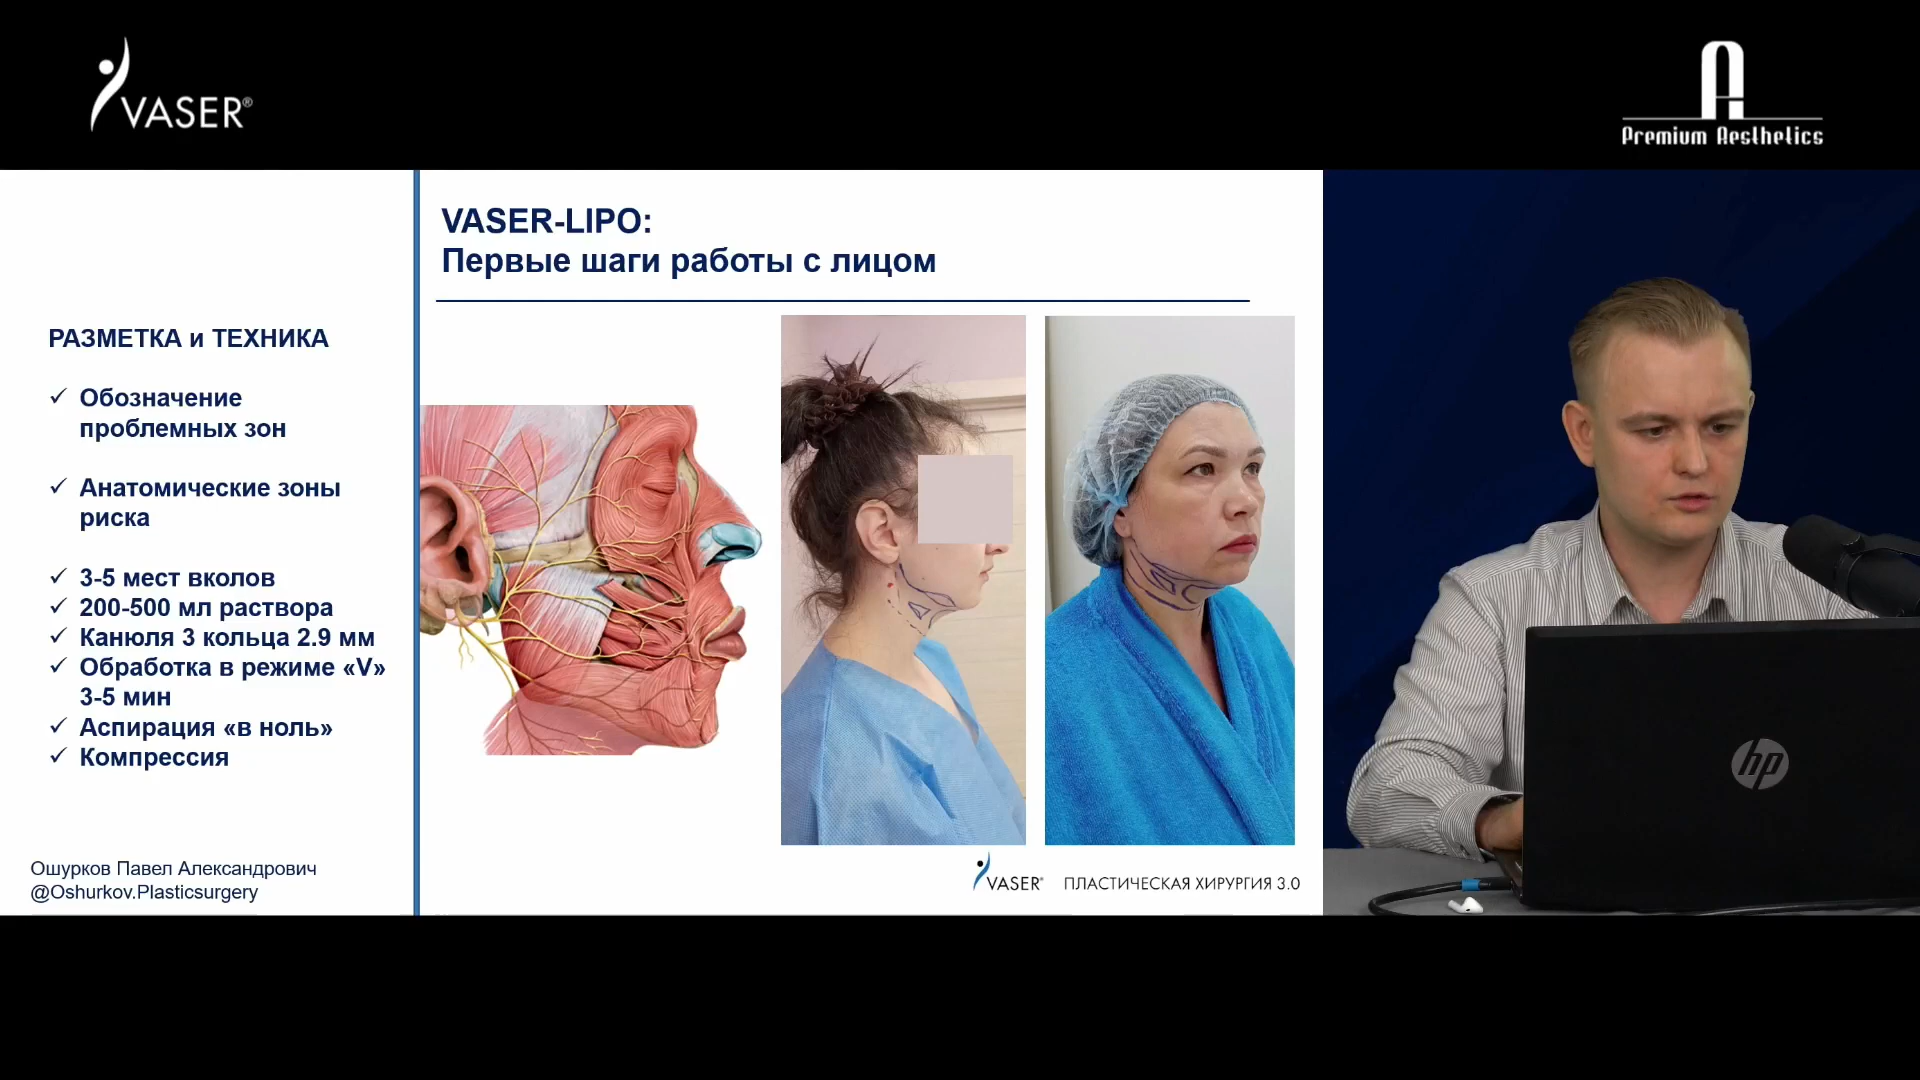 VASER®
Premium Aesthetics
VASER-LIPO:
Первые шаги работы с лицом
РАЗМЕТКА и ТЕХНИКА
✓ Обозначение
проблемных зон
✓ Анатомические зоны
риска
✓ 3-5 мест вколов
✓ 200-500 мл раствора
✓ Канюля 3 кольца 2.9 мм
✓ Обработка в режиме «V»
3-5 мин
✓ Аспирация «в ноль»
✓ Компрессия
Ошурков Павел Александрович
@Oshurkov.Plasticsurgery
VASER® ПЛАСТИЧЕСКАЯ ХИРУРГИЯ 3.0
hp